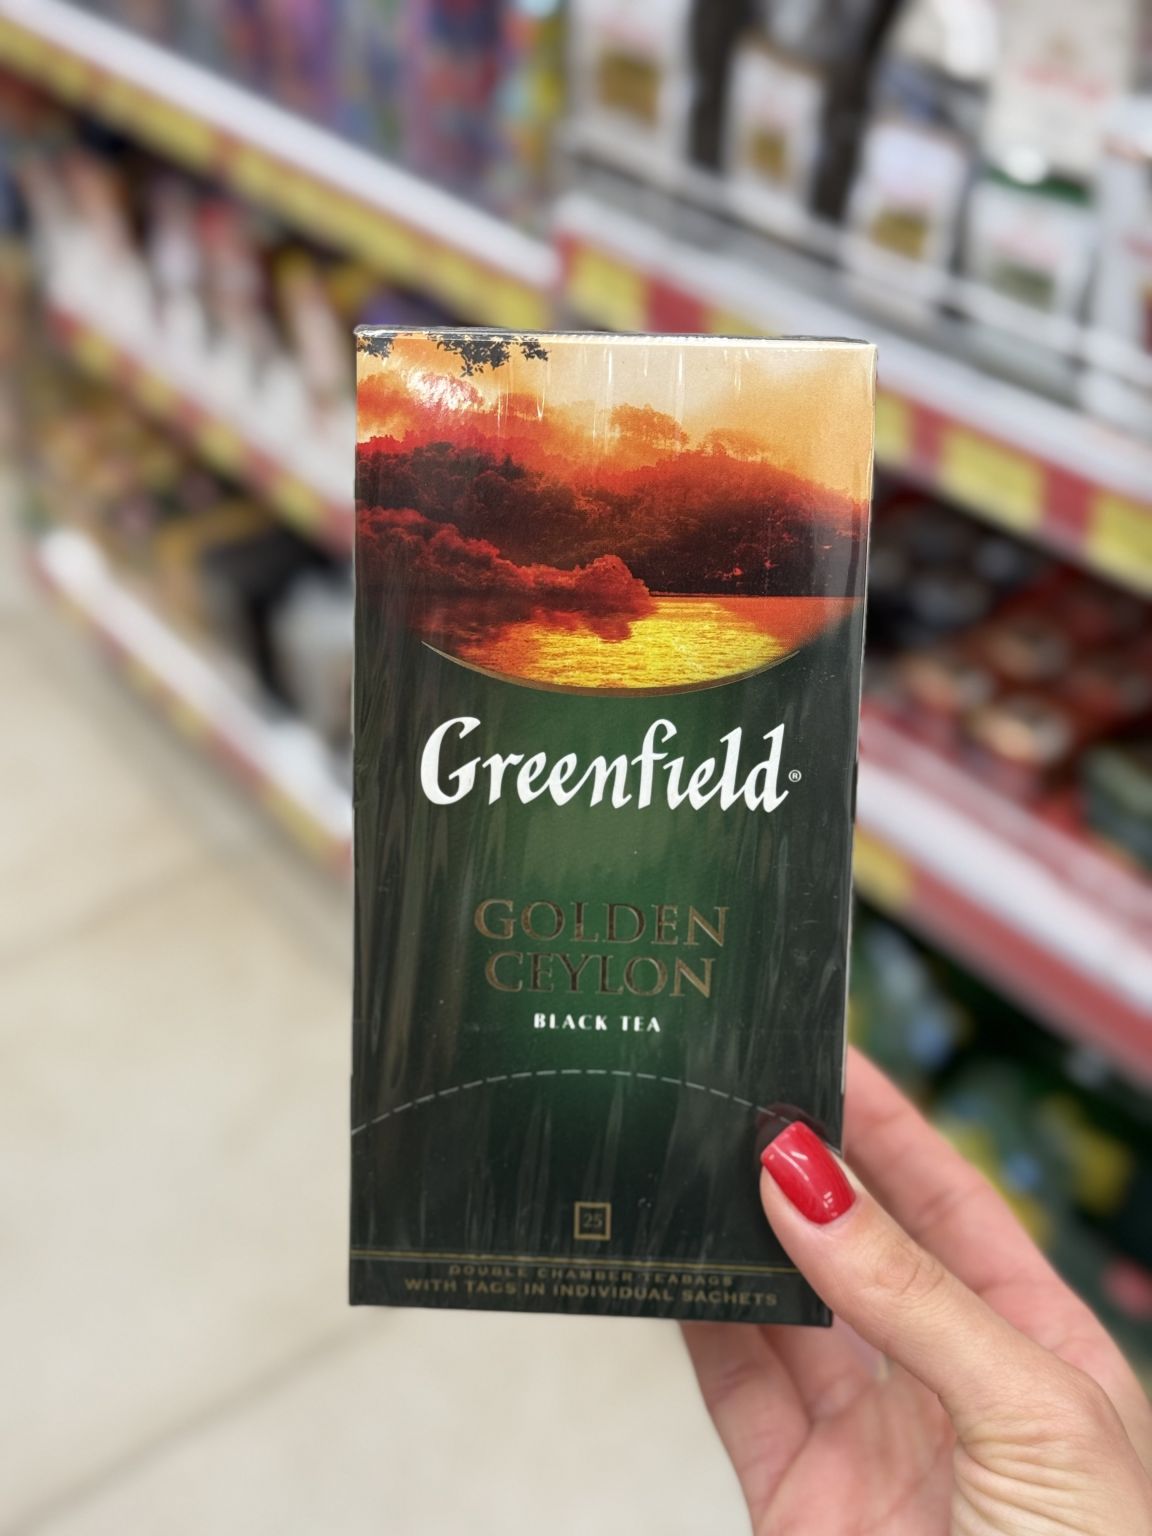 Greenfield®
GOLDEN
CEYLON
BLACK TEA
25
DOUBLE CHAMBER TEABAGS
WITH TAGS IN INDIVIDUAL SACHETS